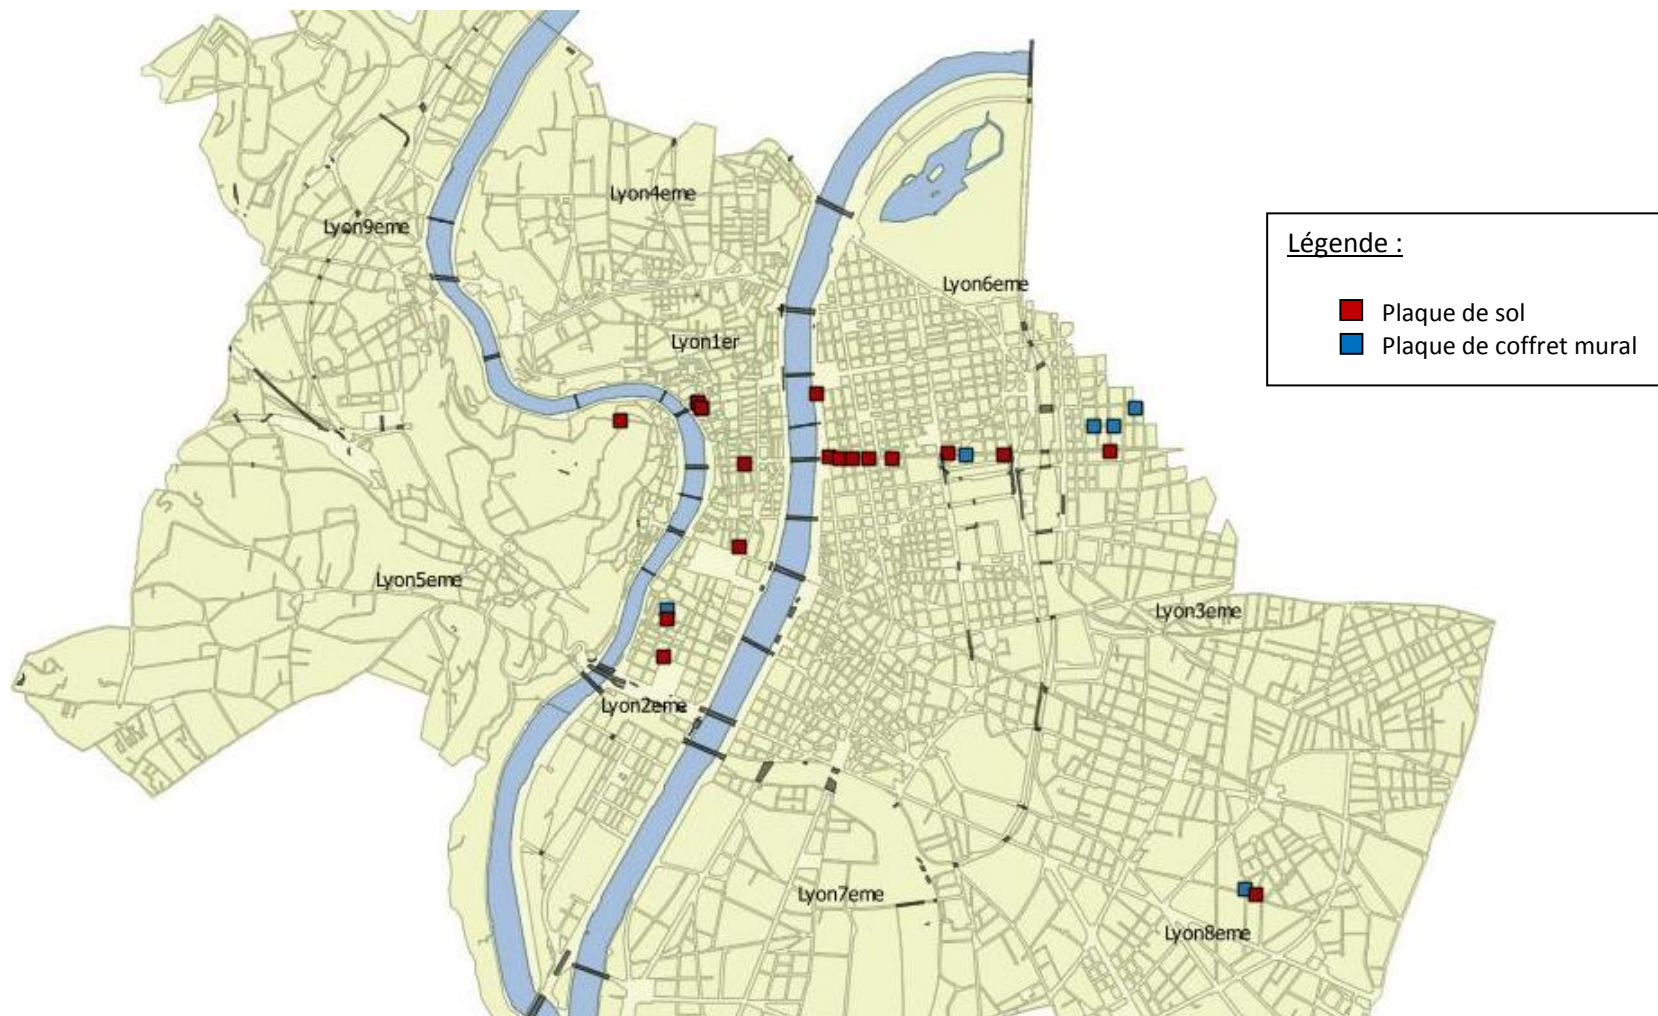 Lyon4eme
Lyon9eme
Lyon6eme
Lyon1er
Lyon5eme
Lyon3eme
Lyon2eme
Lyon7eme
Lyon8eme
Légende :
Plaque de sol
Plaque de coffret mural